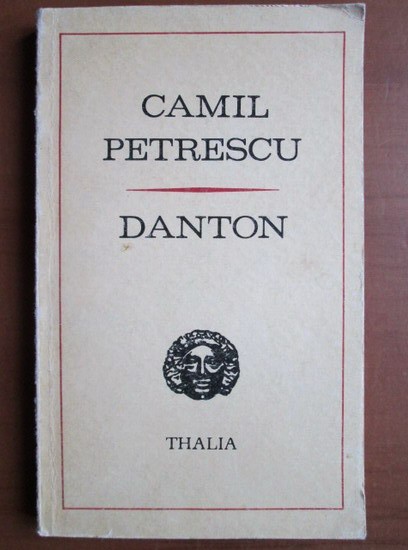 CAMIL
PETRESCU
DANTON
THALIA